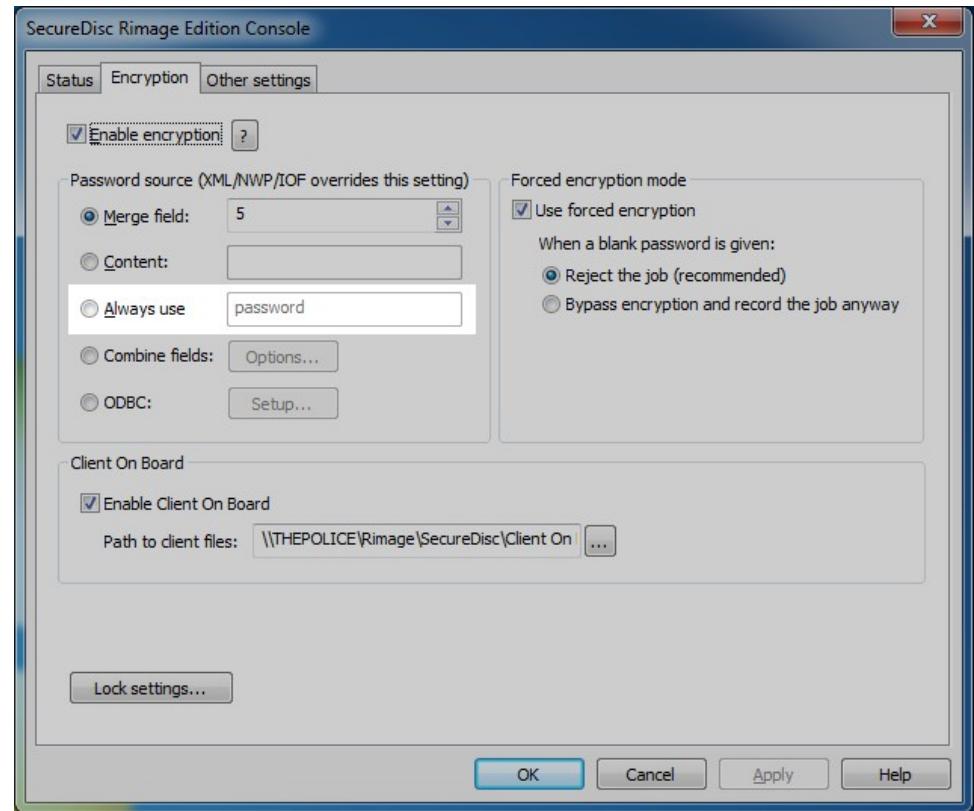 SecureDisc Rimage Edition Console
Status Encryption Other settings
Enable encryption ?
Password source (XML/NWP/IOF overrides this setting)
Merge field: 5
Content:
Always use password
Combine fields: Options...
ODBC: Setup...
Forced encryption mode
Use forced encryption
When a blank password is given:
Reject the job (recommended)
Bypass encryption and record the job anyway
Client On Board
Enable Client On Board
Path to client files: \\THEPOLICE\Rimage\SecureDisc\Client On ...
Lock settings...
OK Cancel Apply Help